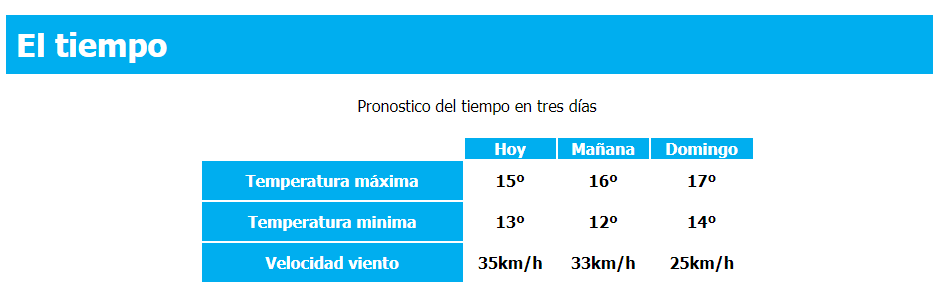 El tiempo
Pronostico del tiempo en tres días
Hoy Mañana Domingo
Temperatura máxima 15º 16º 17º
Temperatura minima 13º 12º 14º
Velocidad viento 35km/h 33km/h 25km/h